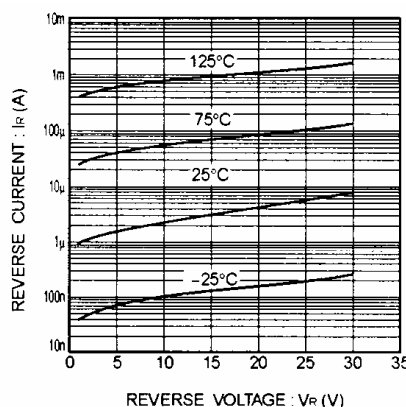 10m
1m
100μ
10μ
1μ
100n
10n
125°C
75°C
25°C
−25°C
0 5 10 15 20 25 30 35
REVERSE CURRENT : IR (A)
REVERSE VOLTAGE : VR (V)